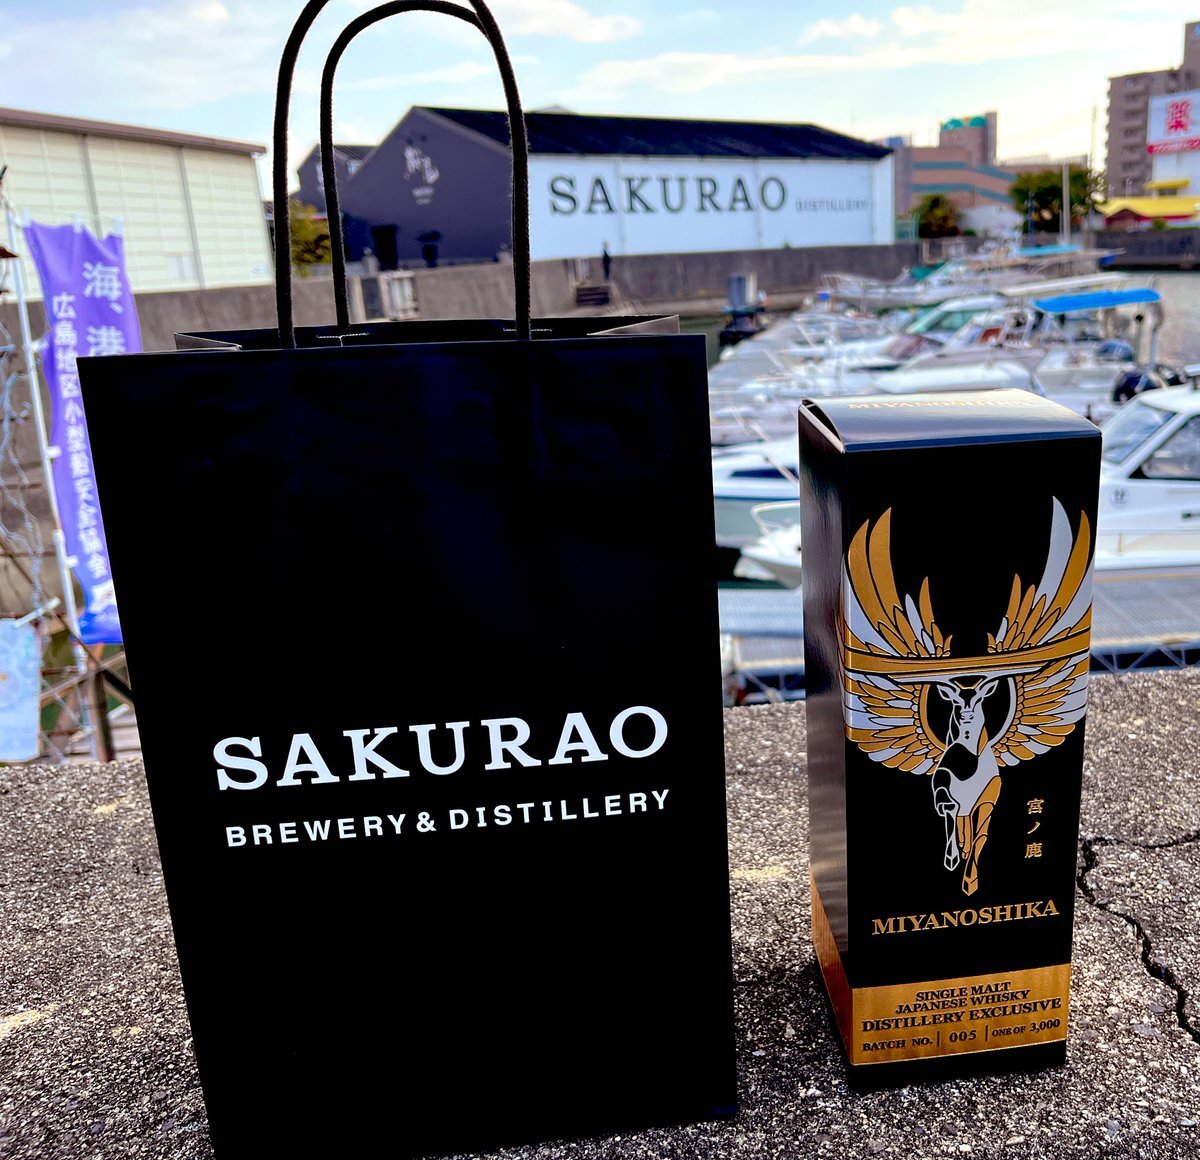 SAKURAO
DISTILLERY
海、港
広島地区小型船安全協会
SAKURAO
BREWERY & DISTILLERY
MIYANOSHIKA
宮ノ鹿
MIYANOSHIKA
SINGLE MALT
JAPANESE WHISKY
DISTILLERY EXCLUSIVE
BATCH NO. | 005 | ONE OF 3,000